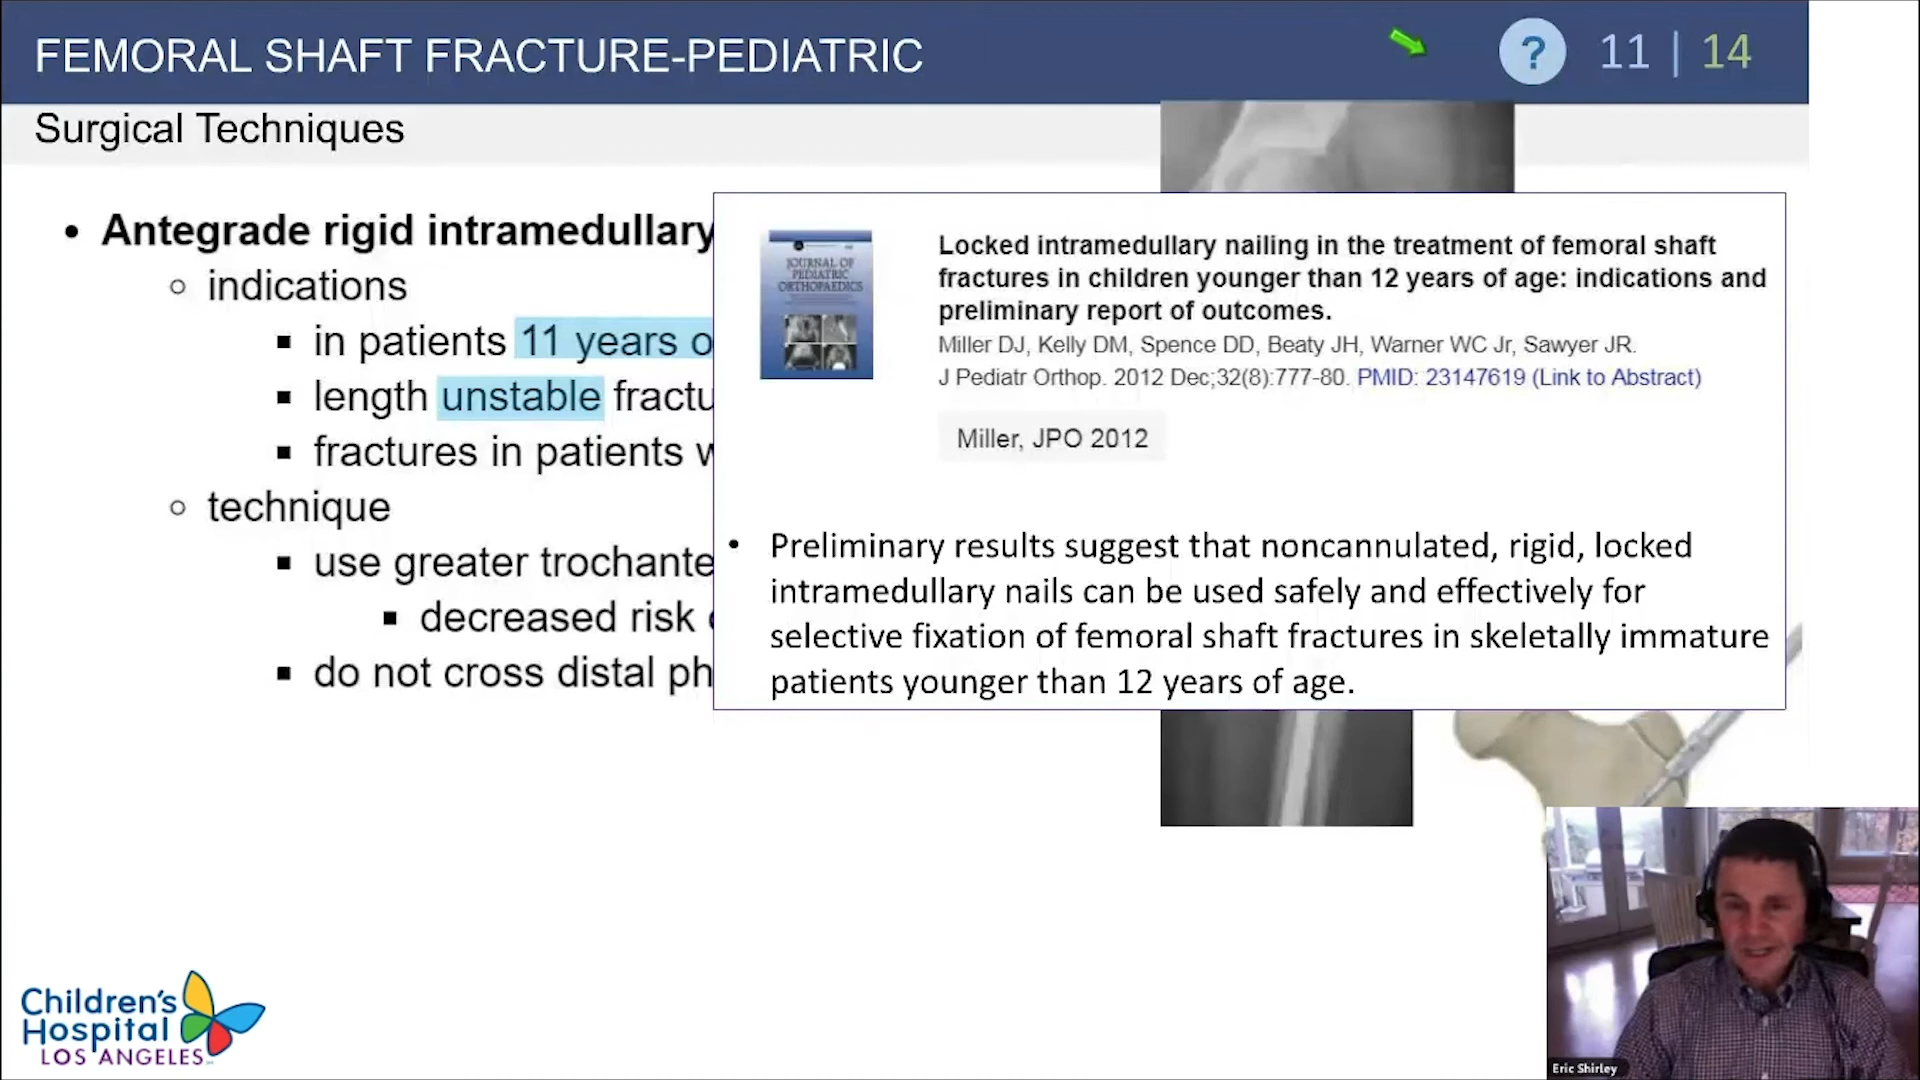 FEMORAL SHAFT FRACTURE-PEDIATRIC
? 11 | 14
Surgical Techniques
• Antegrade rigid intramedullary
indications
in patients 11 years o
length unstable fractu
fractures in patients w
technique
use greater trochante
decreased risk
do not cross distal ph
JOURNAL OF
PEDIATRIC
ORTHOPAEDICS
Locked intramedullary nailing in the treatment of femoral shaft
fractures in children younger than 12 years of age: indications and
preliminary report of outcomes.
Miller DJ, Kelly DM, Spence DD, Beaty JH, Warner WC Jr, Sawyer JR.
J Pediatr Orthop. 2012 Dec;32(8):777-80. PMID: 23147619 (Link to Abstract)
Miller, JPO 2012
• Preliminary results suggest that noncannulated, rigid, locked
intramedullary nails can be used safely and effectively for
selective fixation of femoral shaft fractures in skeletally immature
patients younger than 12 years of age.
Children's
Hospital
LOS ANGELES
Eric Shirley